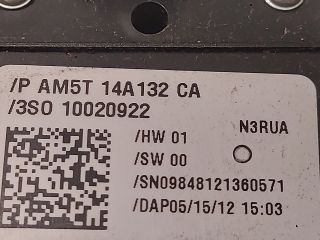 /P AM5T 14A132 CA
/3SO 10020922
/HW 01 N3RUA
/SW 00
/SN09848121360571
/DAP05/15/12 15:03